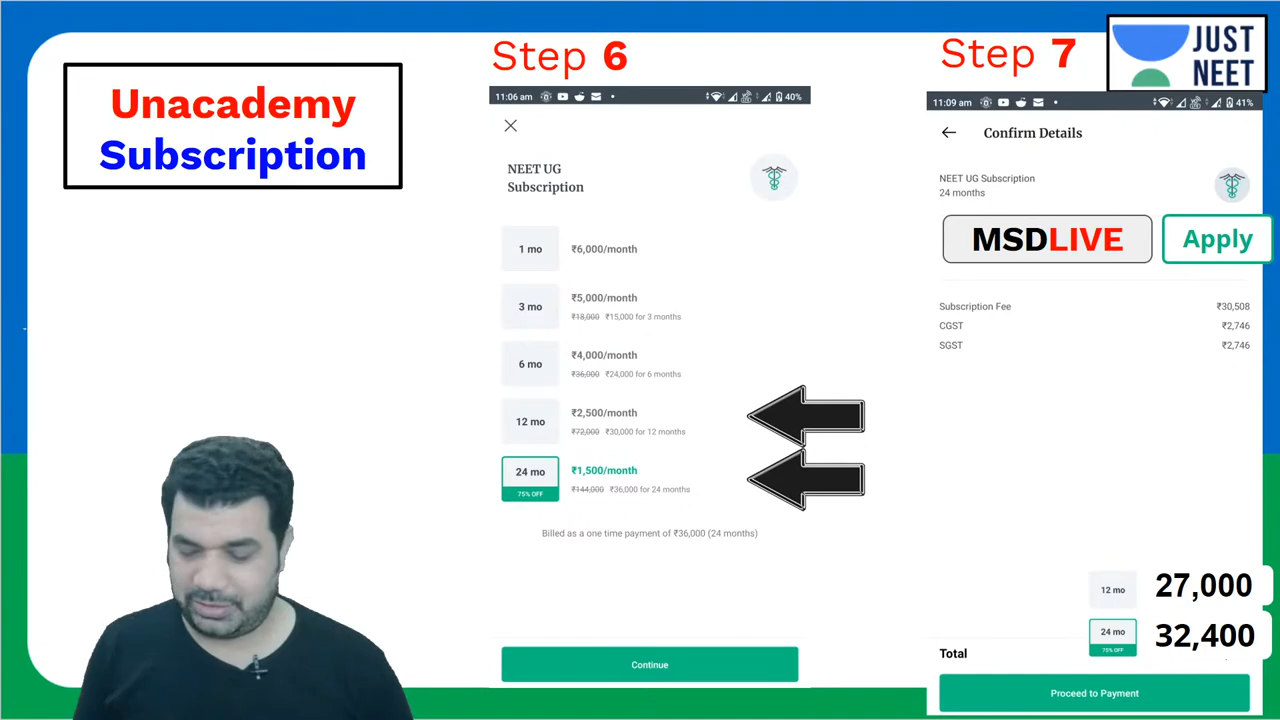 Unacademy
Subscription
Step 6
11:06 am
40%
NEET UG
Subscription
1 mo
₹6,000/month
3 mo
₹5,000/month
₹18,000 ₹15,000 for 3 months
6 mo
₹4,000/month
₹36,000 ₹24,000 for 6 months
12 mo
₹2,500/month
₹72,000 ₹30,000 for 12 months
24 mo
75% OFF
₹1,500/month
₹144,000 ₹36,000 for 24 months
Billed as a one time payment of ₹36,000 (24 months)
Continue
Step 7
JUST
NEET
11:09 am
41%
Confirm Details
NEET UG Subscription
24 months
MSDLIVE
Apply
Subscription Fee ₹30,508
CGST ₹2,746
SGST ₹2,746
12 mo 27,000
24 mo 32,400
75% OFF
Total
Proceed to Payment